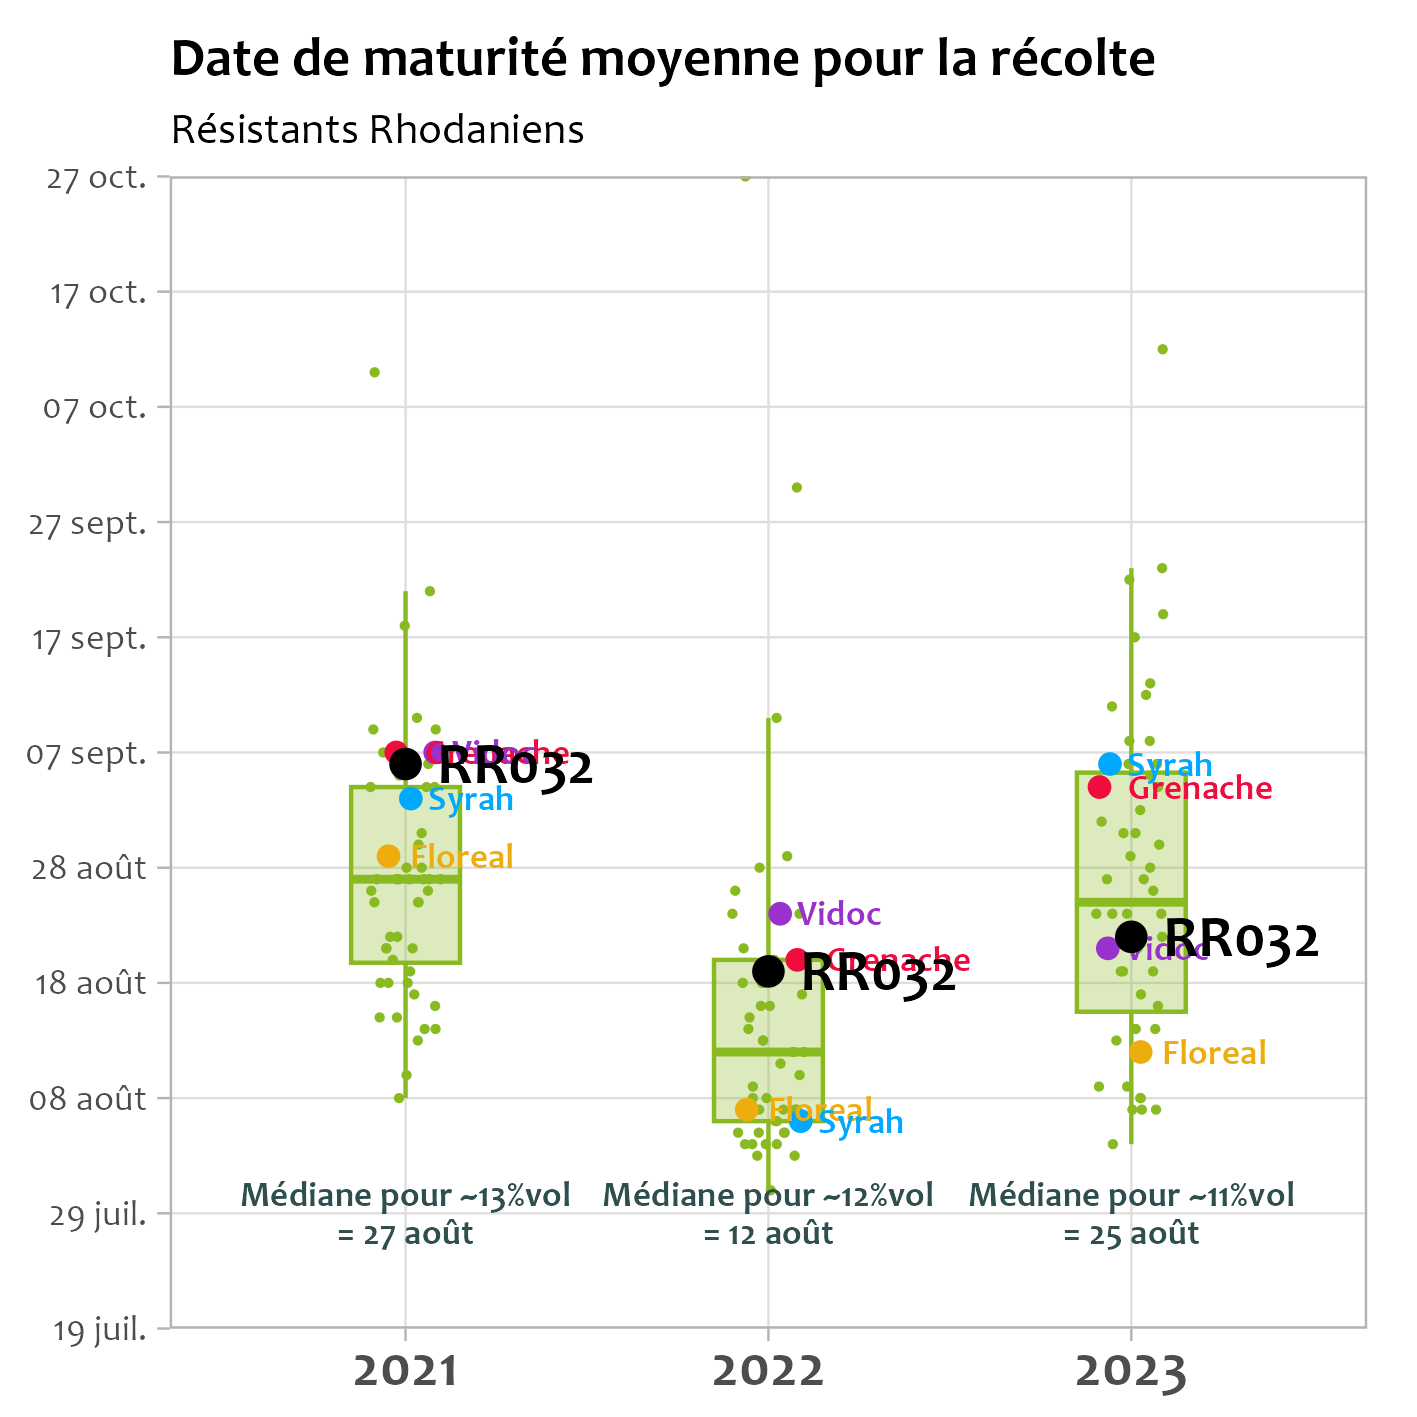 Date de maturité moyenne pour la récolte
Résistants Rhodaniens
27 oct.
17 oct.
07 oct.
27 sept.
17 sept.
07 sept.
28 août
18 août
08 août
29 juil.
19 juil.
Vidoc
Grenache
RR032
Syrah
Floreal
Vidoc
Grenache
RR032
Floreal
Syrah
Syrah
Grenache
RR032
Vidoc
Floreal
Médiane pour ~13%vol
= 27 août
Médiane pour ~12%vol
= 12 août
Médiane pour ~11%vol
= 25 août
2021
2022
2023